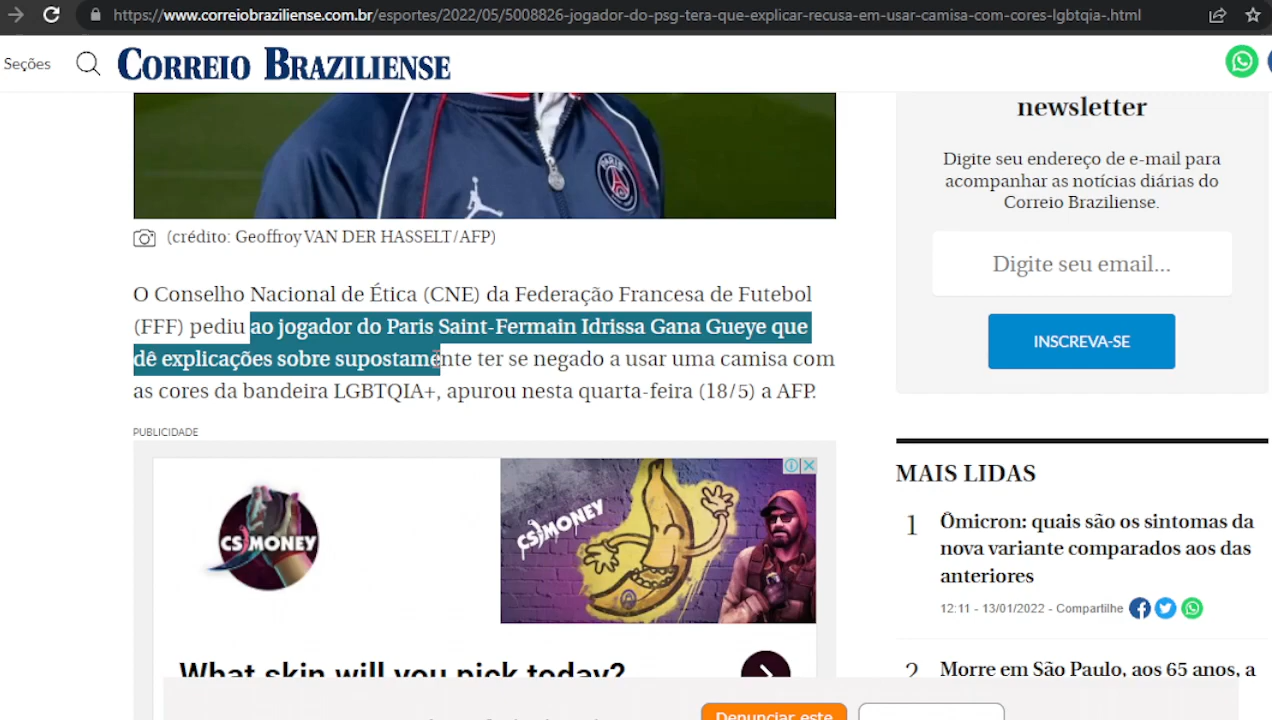 https://www.correiobraziliense.com.br/esportes/2022/05/5008826-jogador-do-psg-tera-que-explicar-recusa-em-usar-camisa-com-cores-lgbtqia-.html
Seções
CORREIO BRAZILIENSE
PARIS
(crédito: Geoffroy VAN DER HASSELT/AFP)
O Conselho Nacional de Ética (CNE) da Federação Francesa de Futebol
(FFF) pediu ao jogador do Paris Saint-Fermain Idrissa Gana Gueye que
dê explicações sobre supostamente ter se negado a usar uma camisa com
as cores da bandeira LGBTQIA+, apurou nesta quarta-feira (18/5) a AFP.
PUBLICIDADE
CS MONEY
CS MONEY
What skin will you pick today?
newsletter
Digite seu endereço de e-mail para
acompanhar as notícias diárias do
Correio Braziliense.
Digite seu email...
INSCREVA-SE
MAIS LIDAS
1 Ômicron: quais são os sintomas da
nova variante comparados aos das
anteriores
12:11 - 13/01/2022 - Compartilhe
2 Morre em São Paulo, aos 65 anos, a
Denunciar este